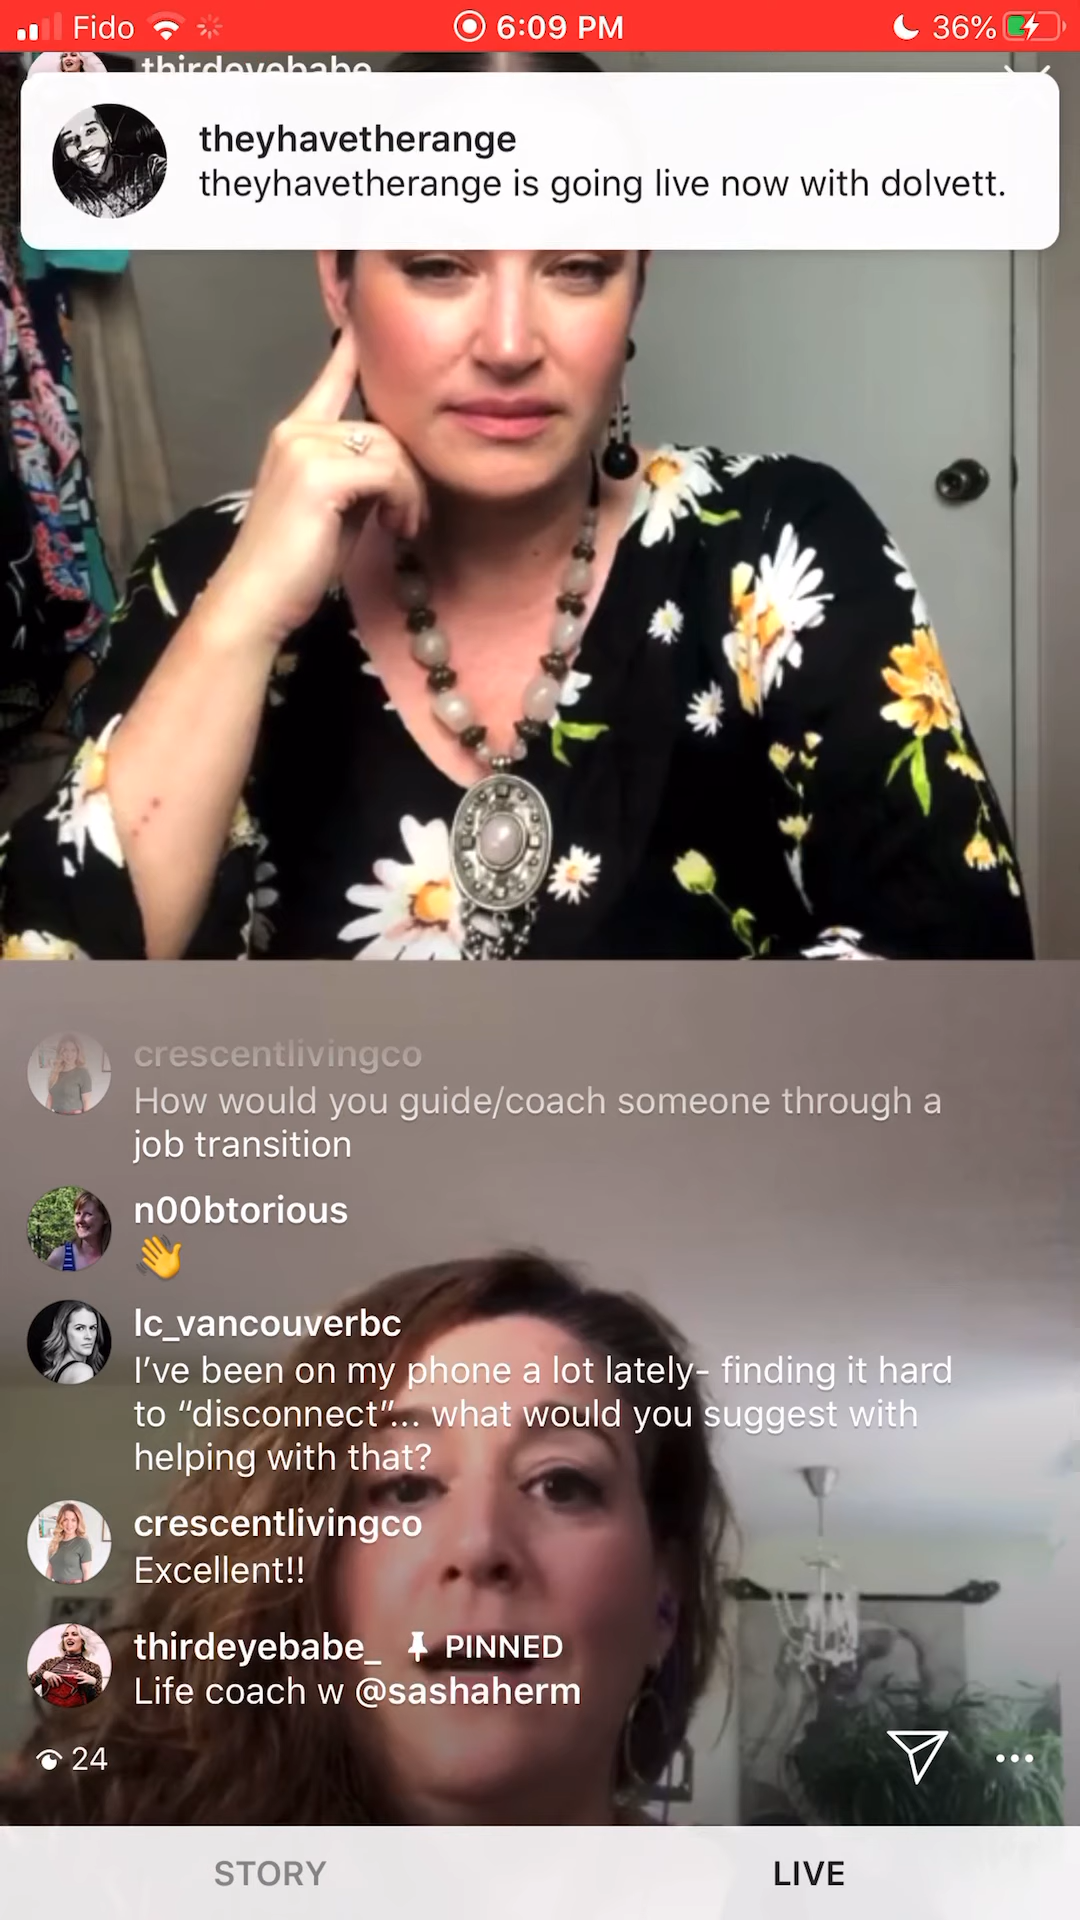 Fido 6:09 PM 36%
thirdeyebabe
theyhavetherange
theyhavetherange is going live now with dolvett.
crescentlivingco
How would you guide/coach someone through a
job transition
n00btorious
👋
lc_vancouverbc
I've been on my phone a lot lately- finding it hard
to “disconnect”... what would you suggest with
helping with that?
crescentlivingco
Excellent!!
thirdeyebabe_ PINNED
Life coach w @sashaherm
24
STORY LIVE